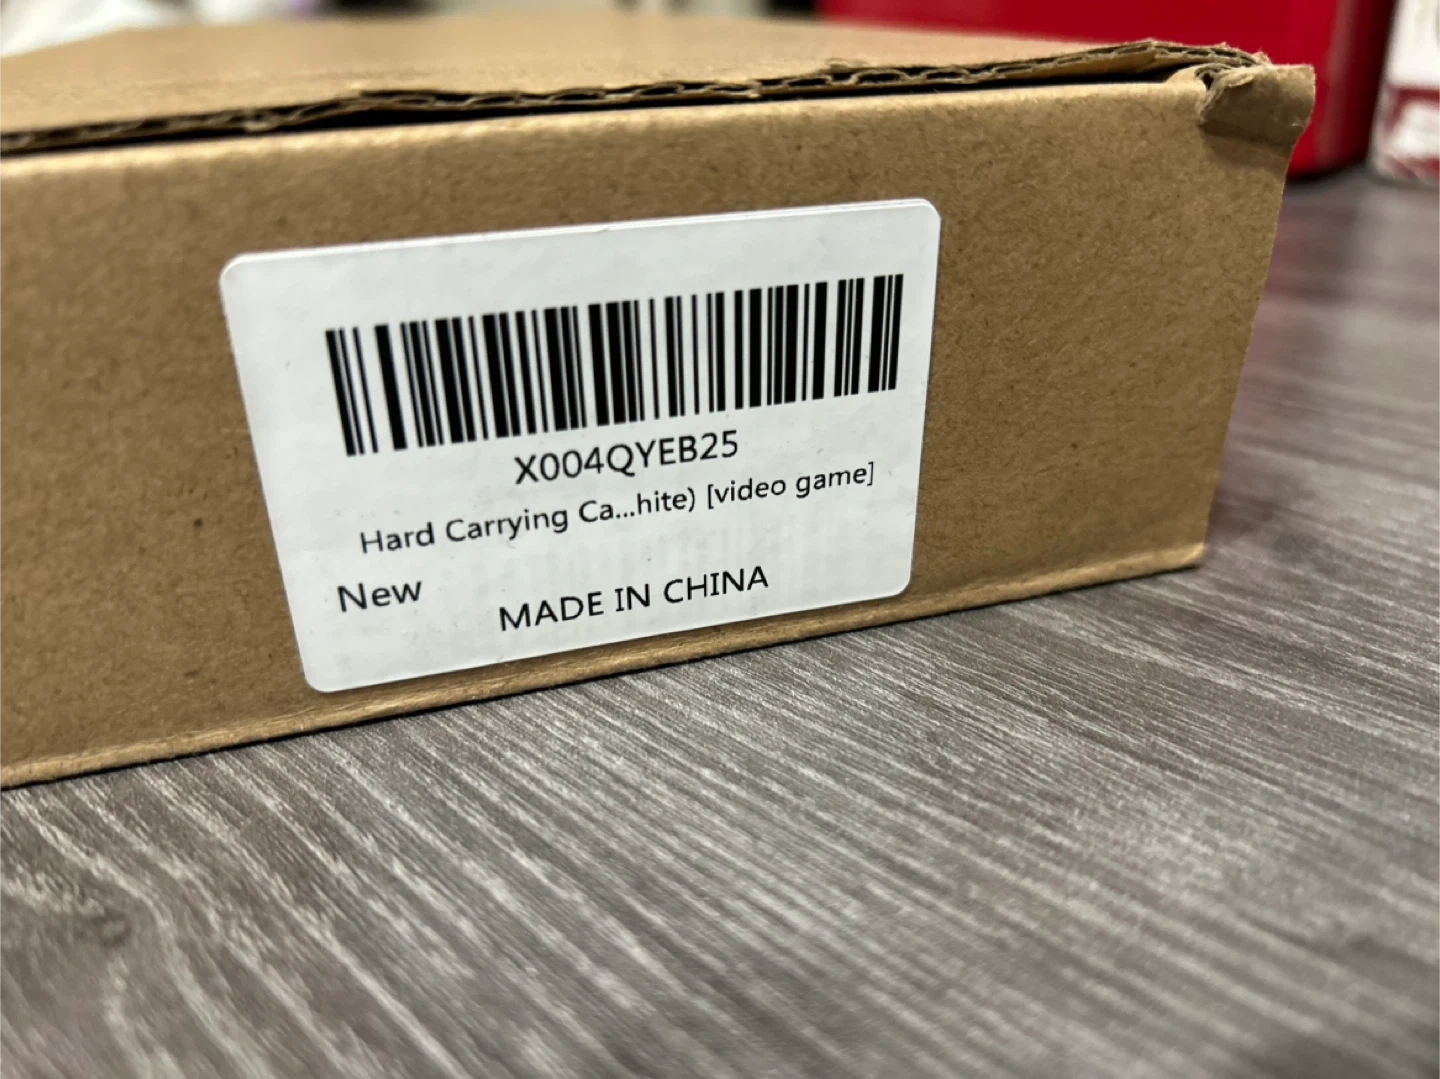 X004QYEB25
Hard Carrying Ca...hite) [video game]
New
MADE IN CHINA